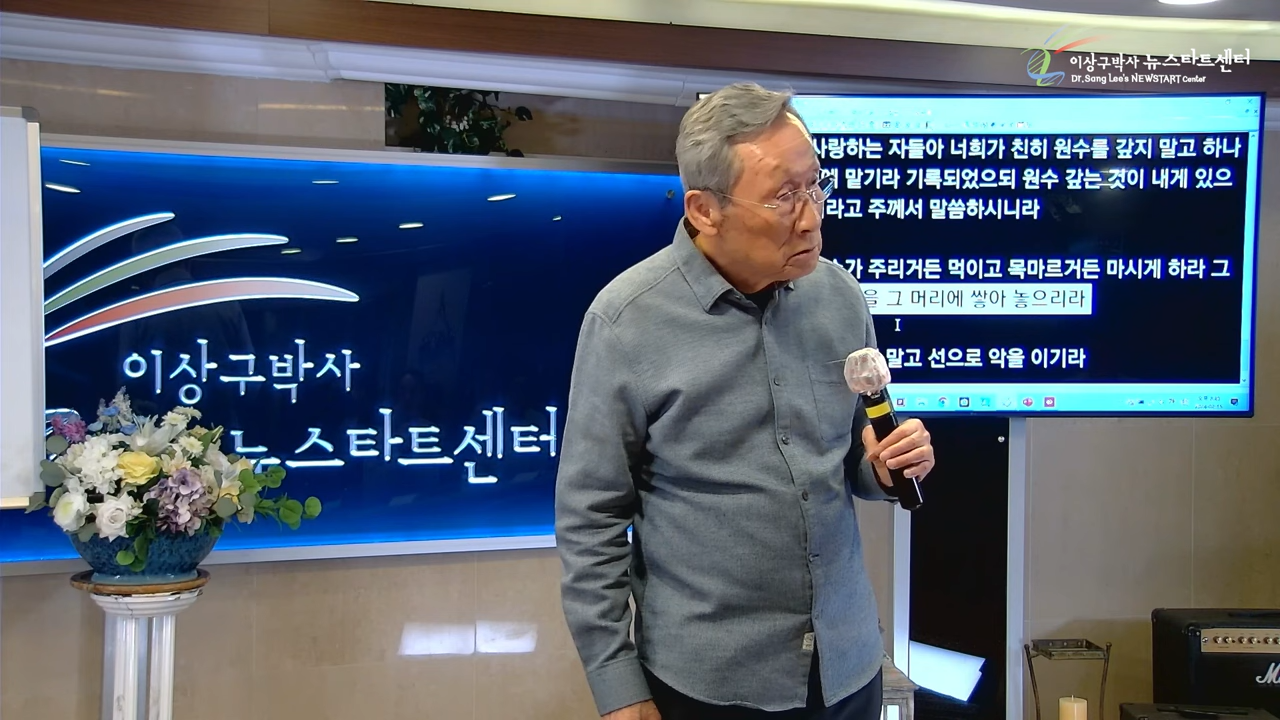 이상구박사 뉴스타트센터
Dr. Sang Lee's NEWSTART Center
사랑하는 자들아 너희가 친히 원수를 갚지 말고 하나
맡기라 기록되었으되 원수 갚는 것이 내게 있으
라고 주께서 말씀하시니라
주리거든 먹이고 목마르거든 마시게 하라 그
그 머리에 쌓아 놓으리라
말고 선으로 악을 이기라
이상구박사
뉴스타트센터